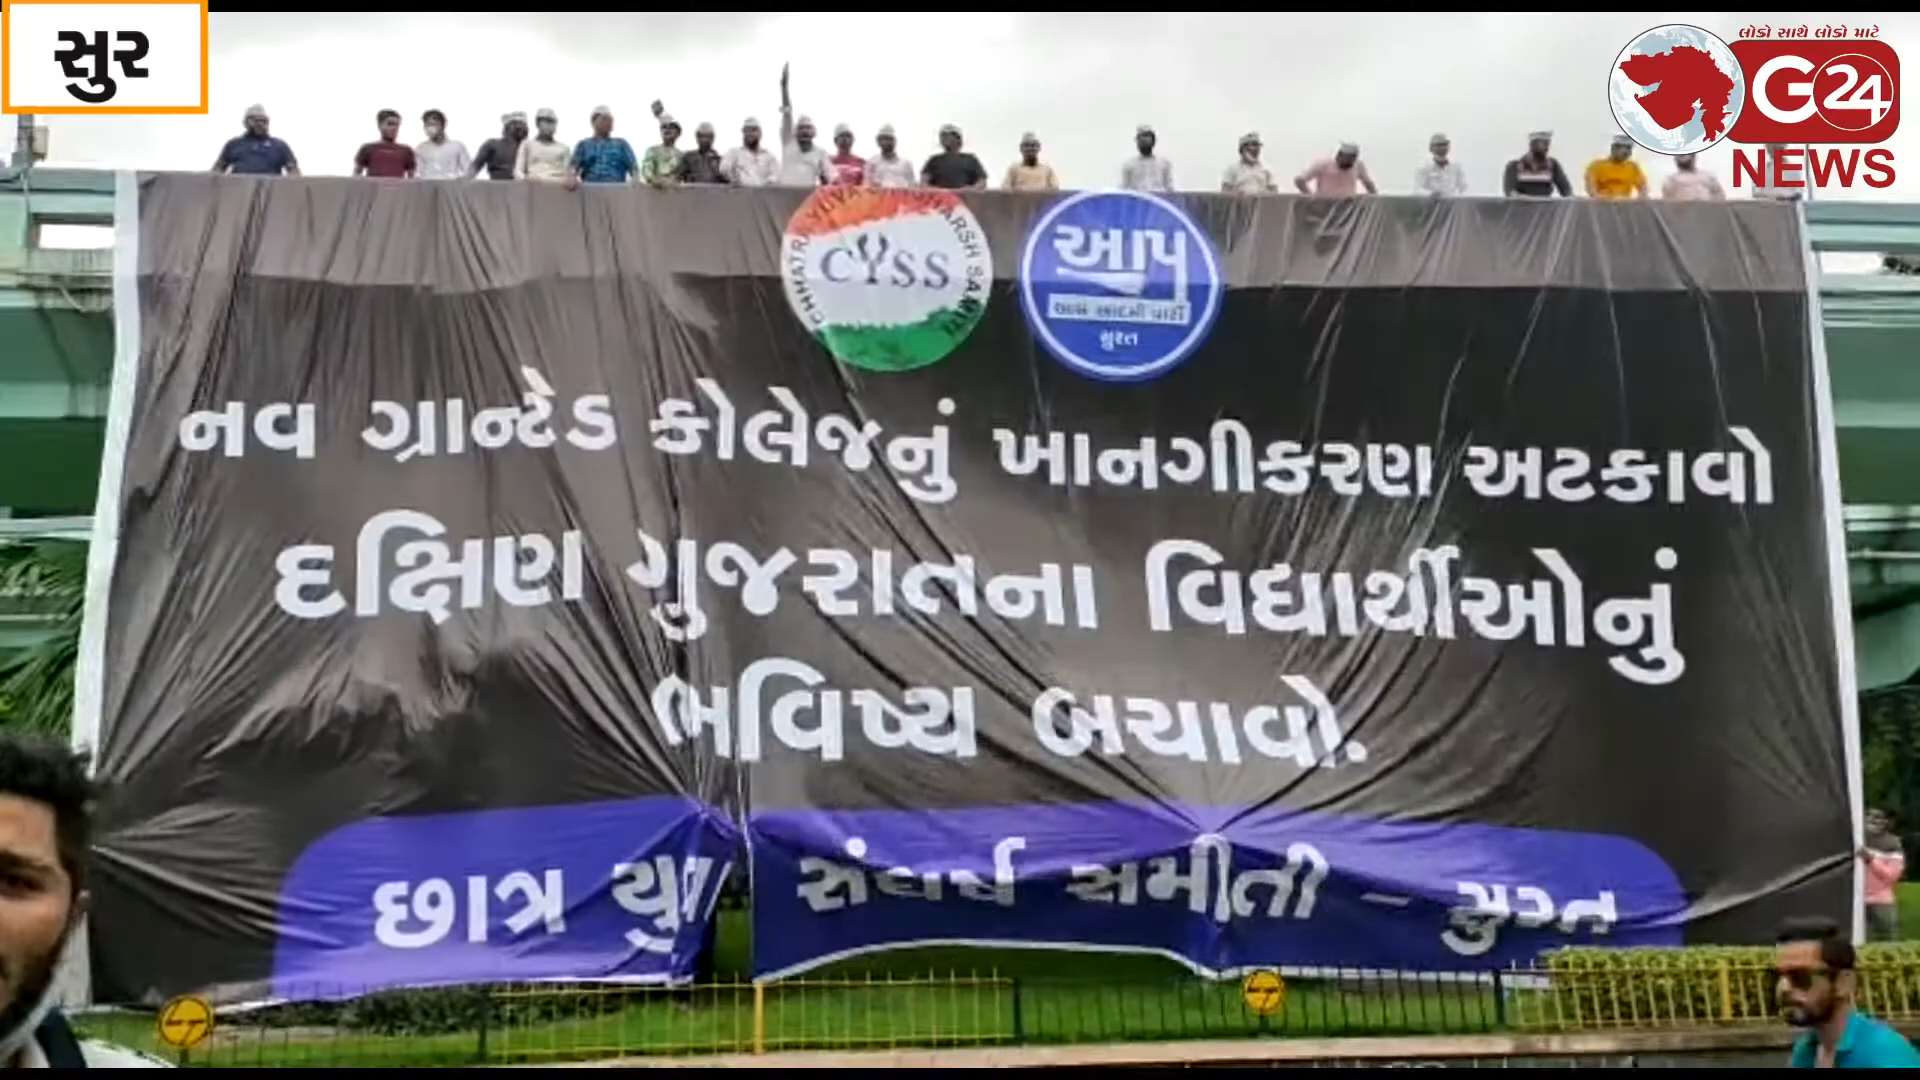 સુર
લોકો સાથે લોકો માટે
G24
NEWS
CHHATRA YUVA SANGHARSH SAMITI
CYSS
આપ
આમ આદમી પાર્ટી
સુરત
નવ ગ્રાન્ટેડ કોલેજનું ખાનગીકરણ અટકાવો
દક્ષિણ ગુજરાતના વિદ્યાર્થીઓનું
ભવિષ્ય બચાવો.
છાત્ર યુવા સંઘર્ષ સમીતી - સુરત